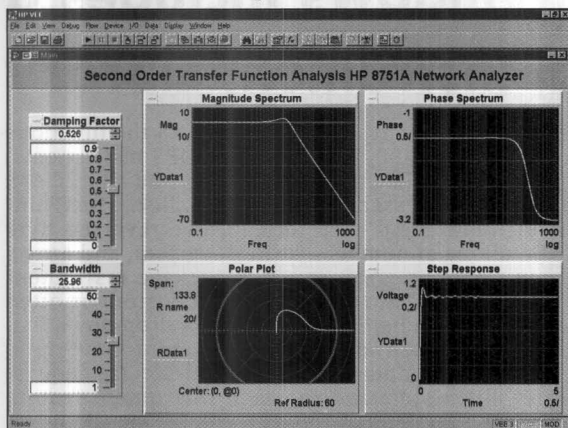 HP VEE
File Edit View Debug Flow Device I/O Data Display Window Help
Main
Second Order Transfer Function Analysis HP 8751A Network Analyzer
Damping Factor
0.526
0.9
0.8
0.7
0.6
0.5
0.4
0.3
0.2
0.1
0
Magnitude Spectrum
10
Mag
10/
YData1
-70
0.1 1000
Freq log
Phase Spectrum
-1
Phase
0.5/
YData1
-3.2
0.1 1000
Freq log
Bandwidth
25.96
50
40
30
20
10
1
Polar Plot
Span:
133.8
R name
20/
RData1
Center: (0, @0)
Ref Radius: 60
Step Response
1.2
Voltage
0.2/
YData1
0
0 5
Time 0.5/
Ready
VEE 3 MOD